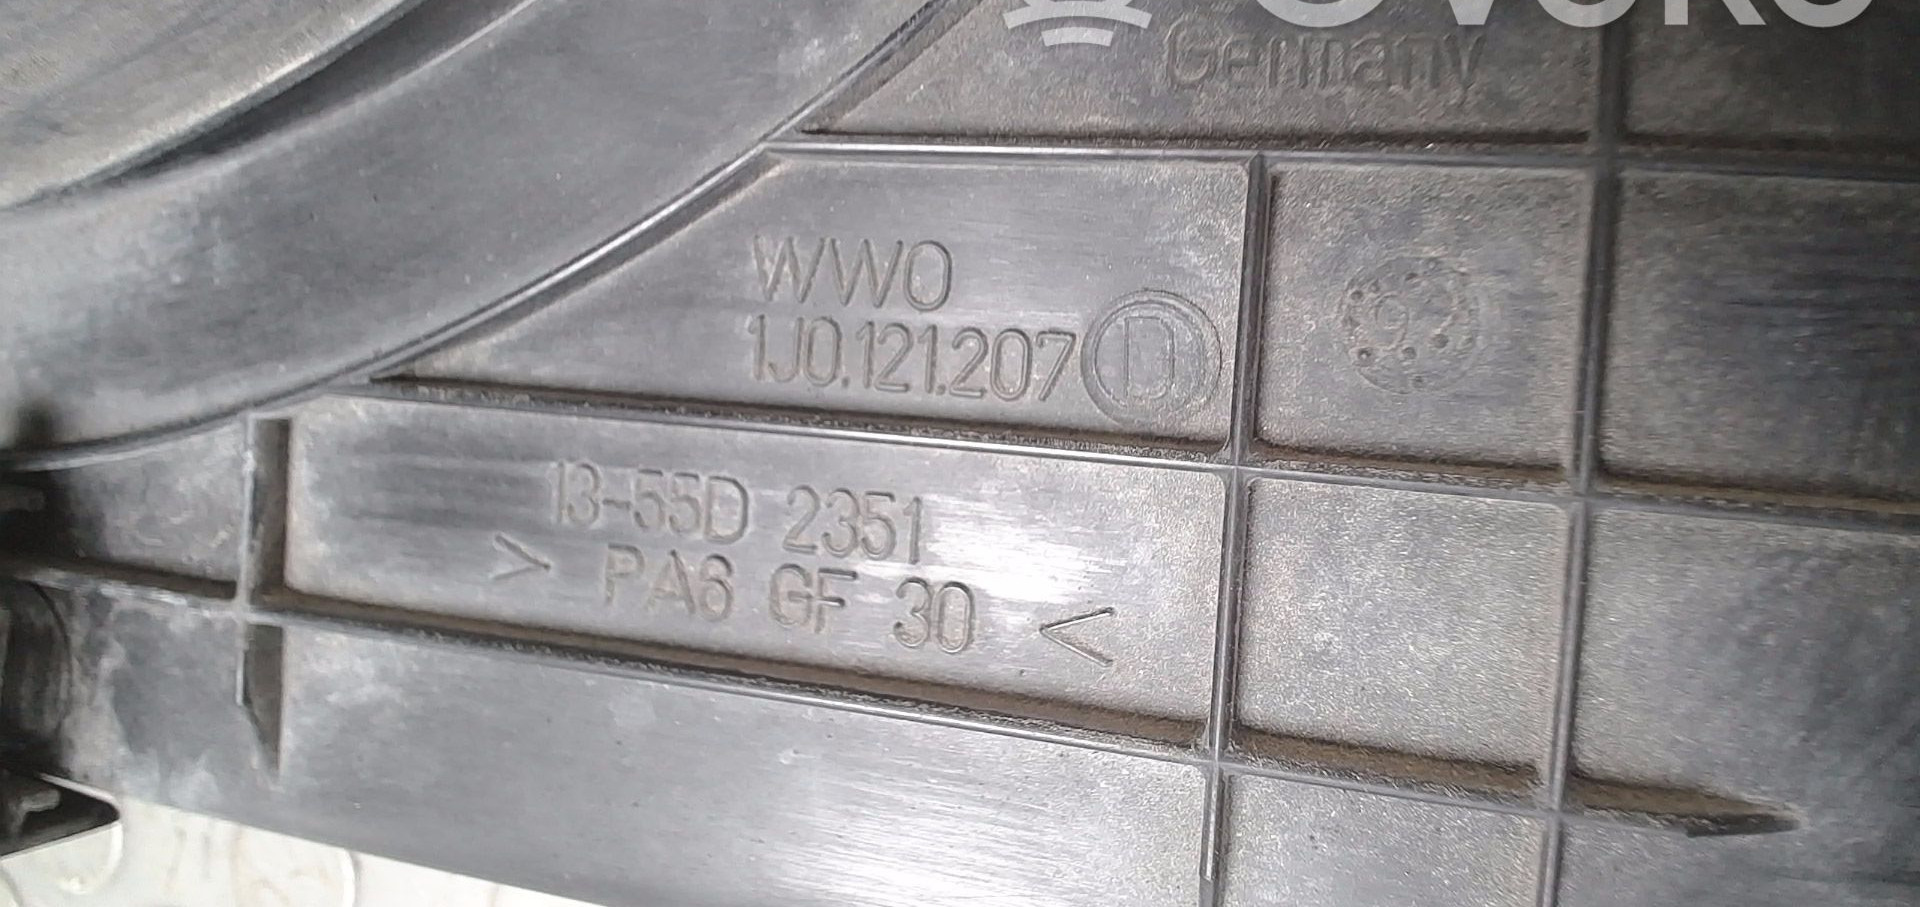 Germany
WWO
1J0.121.207 D
13-55D 2351
> PA6 GF 30 <